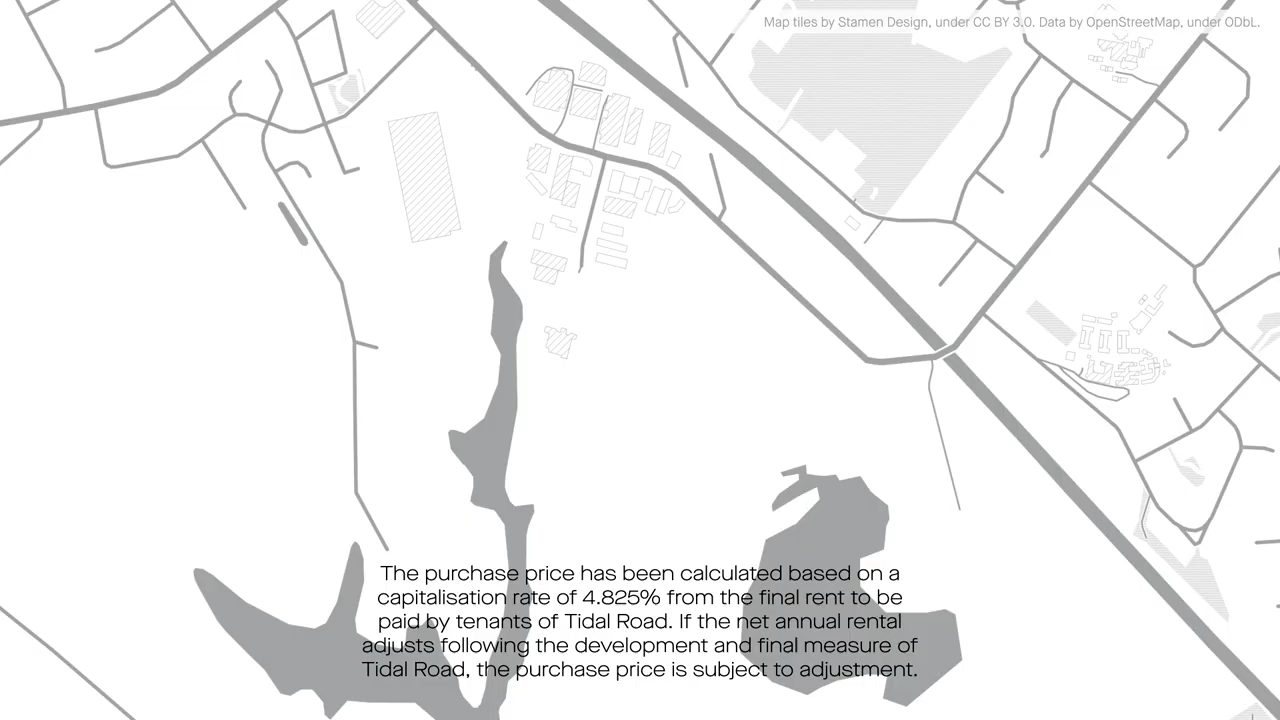 Map tiles by Stamen Design, under CC BY 3.0. Data by OpenStreetMap, under ODbL.
The purchase price has been calculated based on a
capitalisation rate of 4.825% from the final rent to be
paid by tenants of Tidal Road. If the net annual rental
adjusts following the development and final measure of
Tidal Road, the purchase price is subject to adjustment.